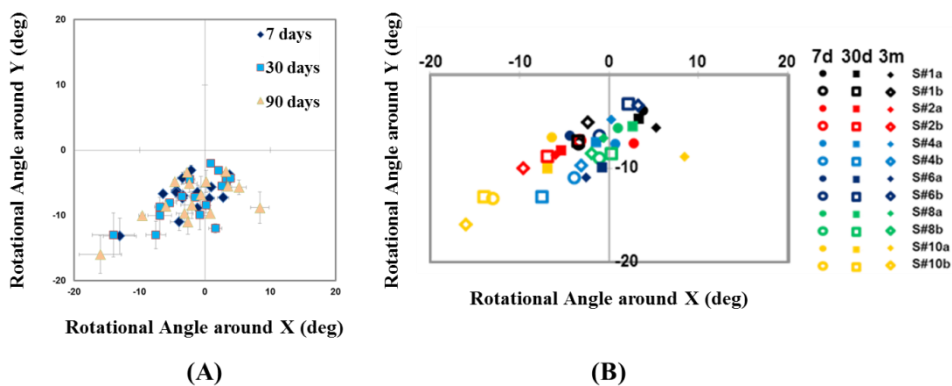 (A)
Rotational Angle around Y (deg)
20
10
0
-10
-20
-20
-10
0
10
20
7 days
30 days
90 days
Rotational Angle around X (deg)
(A)
(B)
Rotational Angle around Y (deg)
-20
-10
0
10
20
-10
-20
Rotational Angle around X (deg)
7d 30d 3m
S#1a
S#1b
S#2a
S#2b
S#4a
S#4b
S#6a
S#6b
S#8a
S#8b
S#10a
S#10b
(B)